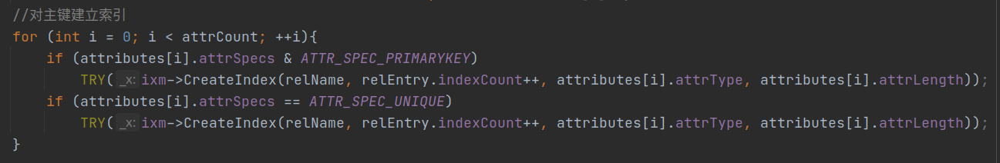 //对主键建立索引
for (int i = 0; i < attrCount; ++i){
    if (attributes[i].attrSpecs & ATTR_SPEC_PRIMARYKEY)
        TRY( _x: ixm->CreateIndex(relName, relEntry.indexCount++, attributes[i].attrType, attributes[i].attrLength));
    if (attributes[i].attrSpecs == ATTR_SPEC_UNIQUE)
        TRY( _x: ixm->CreateIndex(relName, relEntry.indexCount++, attributes[i].attrType, attributes[i].attrLength));
}